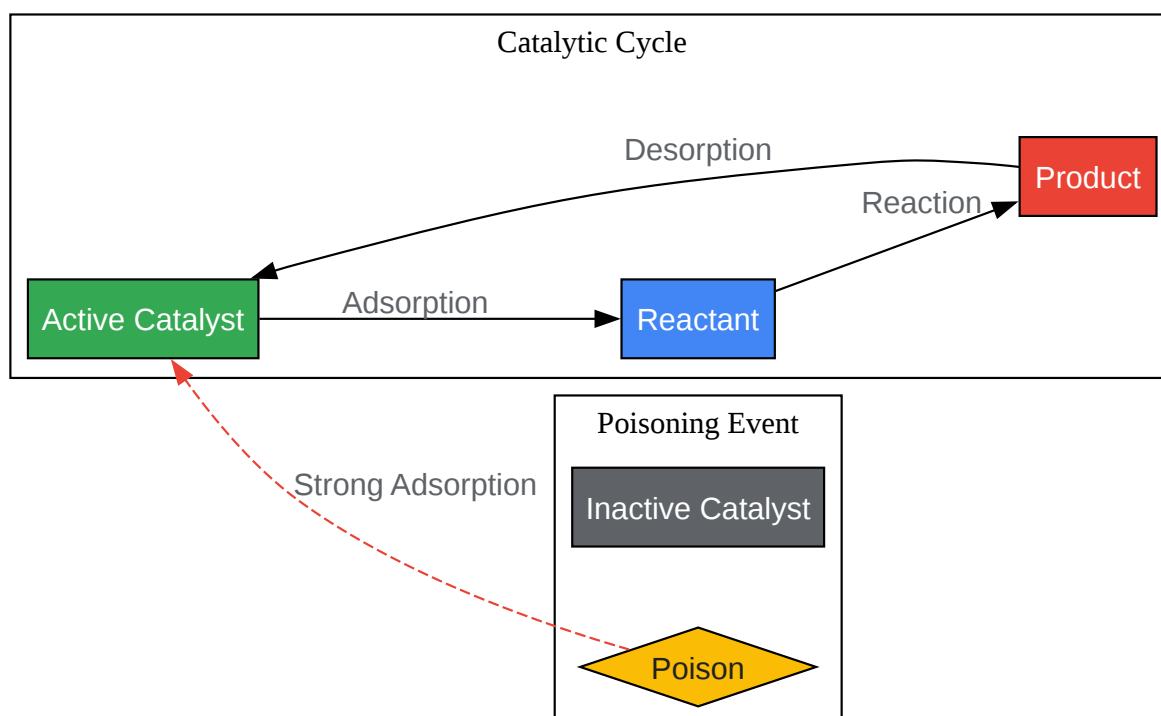 Catalytic Cycle
Desorption
Product
Reaction
Adsorption
Active Catalyst
Reactant
Poisoning Event
Strong Adsorption
Inactive Catalyst
Poison